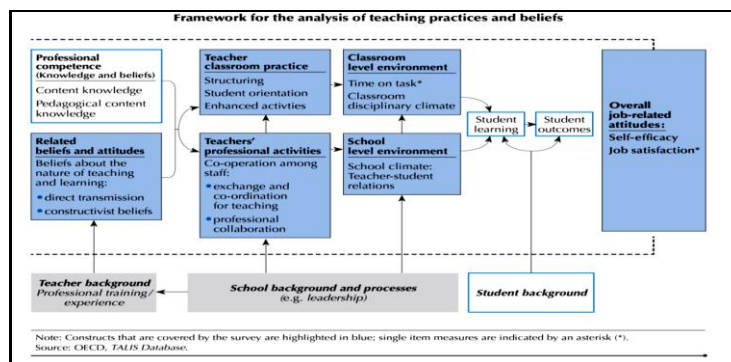 Framework for the analysis of teaching practices and beliefs
Professional
competence
(Knowledge and beliefs)
Content knowledge
Pedagogical content
knowledge
Related
beliefs and attitudes
Beliefs about the
nature of teaching
and learning:
• direct transmission
• constructivist beliefs
Teacher
classroom practice
Structuring
Student orientation
Enhanced activties
Teachers'
professional activities
Co-operation among
staff:
• exchange and
co-ordination
for teaching
• professional
collaboration
Classroom
level environment
Time on task*
Classroom
disciplinary climate
School
level environment
School climate:
Teacher-student
relations
Student
learning
Student
outcomes
Overall
job-related
attitudes:
Self-efficacy
Job satisfaction*
Teacher background
Professional training/
experience
School background and processes
(e.g. leadership)
Student background
Note: Constructs that are covered by the survey are highlighted in blue; single item measures are indicated by an asterisk (*).
Source: OECD, TALIS Database.